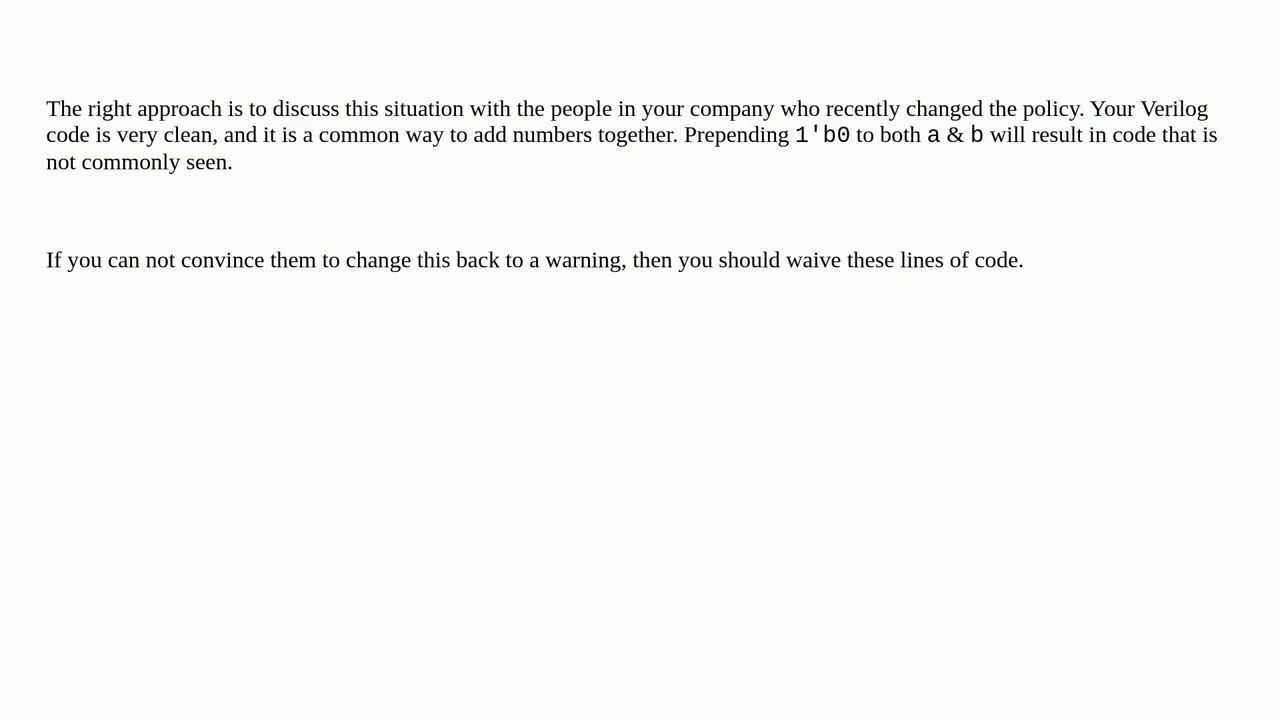 The right approach is to discuss this situation with the people in your company who recently changed the policy. Your Verilog
code is very clean, and it is a common way to add numbers together. Prepending 1'b0 to both a & b will result in code that is
not commonly seen.
If you can not convince them to change this back to a warning, then you should waive these lines of code.